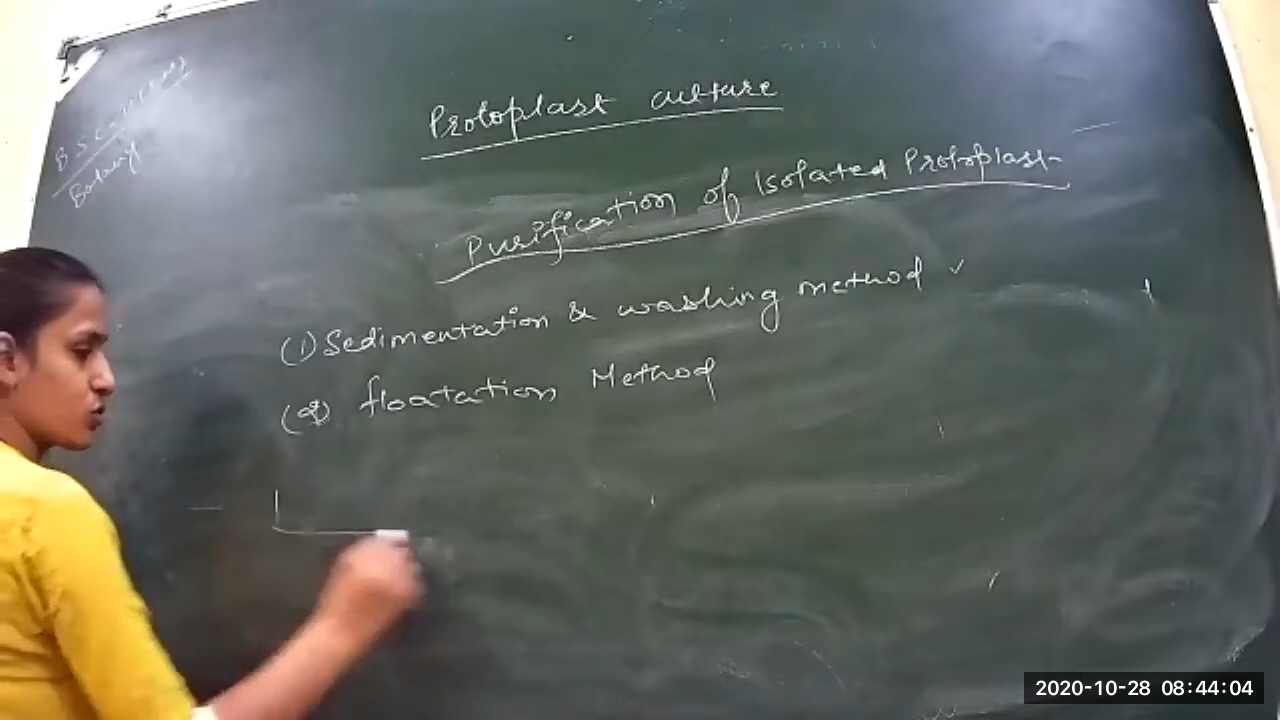 Botany
Protoplast culture
Purification of Isolated Protoplast
(1) Sedimentation & washing method ✓
(2) floatation Method
2020-10-28 08:44:04